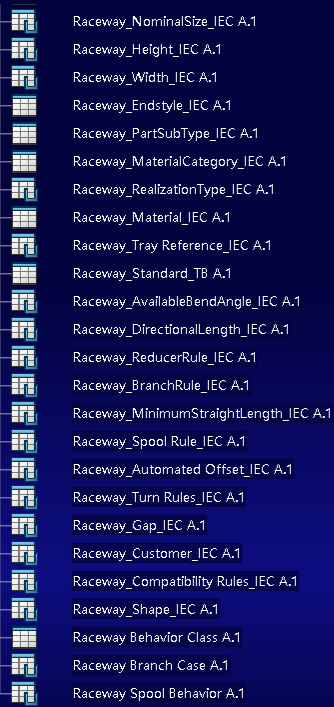 Raceway_NominalSize_IEC A.1
Raceway_Height_IEC A.1
Raceway_Width_IEC A.1
Raceway_Endstyle_IEC A.1
Raceway_PartSubType_IEC A.1
Raceway_MaterialCategory_IEC A.1
Raceway_RealizationType_IEC A.1
Raceway_Material_IEC A.1
Raceway_Tray Reference_IEC A.1
Raceway_Standard_TB A.1
Raceway_AvailableBendAngle_IEC A.1
Raceway_DirectionalLength_IEC A.1
Raceway_ReducerRule_IEC A.1
Raceway_BranchRule_IEC A.1
Raceway_MinimumStraightLength_IEC A.1
Raceway_Spool Rule_IEC A.1
Raceway_Automated Offset_IEC A.1
Raceway_Turn Rules_IEC A.1
Raceway_Gap_IEC A.1
Raceway_Customer_IEC A.1
Raceway_Compatibility Rules_IEC A.1
Raceway_Shape_IEC A.1
Raceway Behavior Class A.1
Raceway Branch Case A.1
Raceway Spool Behavior A.1